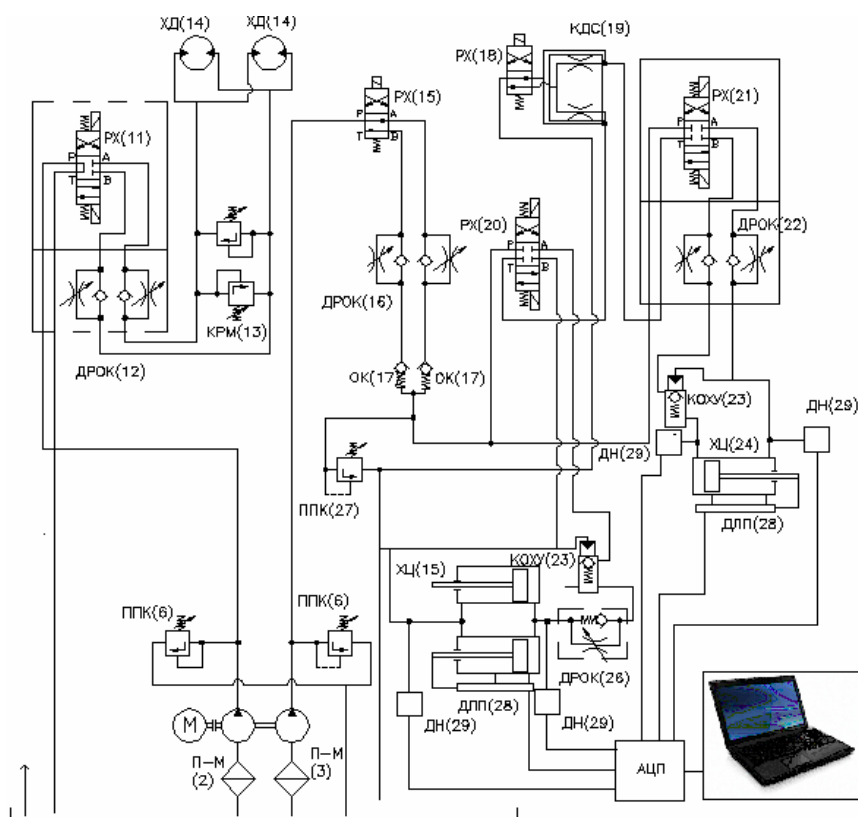 ХД(14)
ХД(14)
КДС(19)
РХ(18)
РХ(15)
РХ(21)
РХ(11)
P A
T B
P A
T B
P A
T B
РХ(20)
P A
T B
ДРОК(22)
ДРОК(16)
КРМ(13)
ДРОК(12)
ОК(17)
ОК(17)
КОХУ(23)
ДН(29)
ДН(29)
ХЦ(24)
ППК(27)
ДЛП(28)
ХЦ(15)
КОХУ(23)
ППК(6)
ППК(6)
ДРОК(26)
ДЛП(28)
ДН(29)
ДН(29)
М
П-М
(2)
П-М
(3)
АЦП